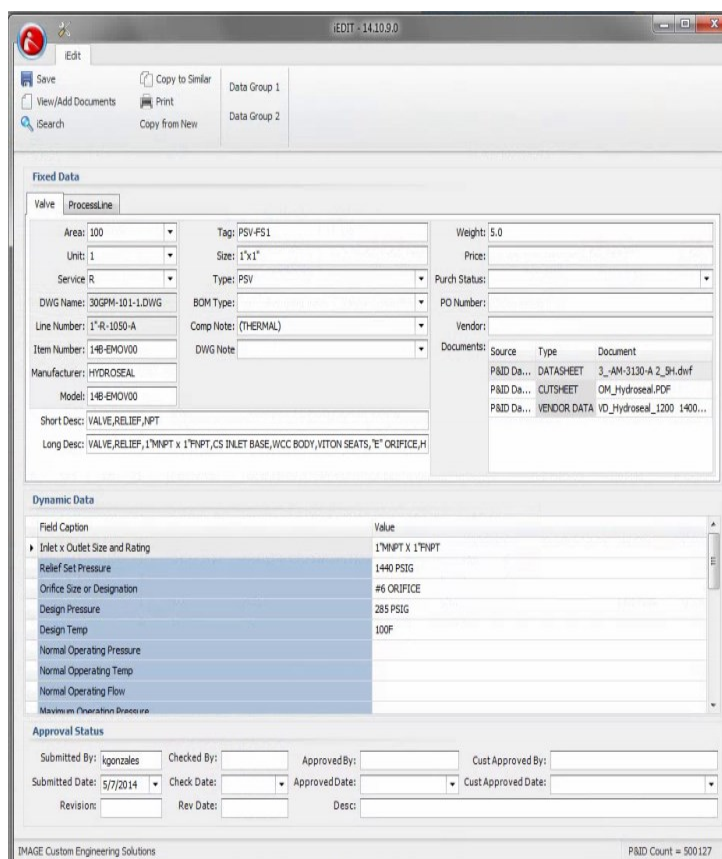 iEDIT - 14.10.9.0
iEdit
Save
Copy to Similar
Data Group 1
View/Add Documents
Print
Data Group 2
iSearch
Copy from New
Fixed Data
Valve ProcessLine
Area: 100 Tag: PSV-FS1 Weight: 5.0
Unit: 1 Size: 1"x1" Price:
Service R Type: PSV Purch Status:
DWG Name: 30GPM-101-1.DWG BOM Type: PO Number:
Line Number: 1"-R-1050-A Comp Note: (THERMAL) Vendor:
Item Number: 14B-EMOV00 DWG Note Documents: Source Type Document
Manufacturer: HYDROSEAL P&ID Da... DATASHEET 3_-AM-3130-A 2_SH.dwf
Model: 14B-EMOV00 P&ID Da... CUTSHEET OM_Hydroseal.PDF
P&ID Da... VENDOR DATA VD_Hydroseal_1200 1400...
Short Desc: VALVE,RELIEF,NPT
Long Desc: VALVE,RELIEF,1"MNPT x 1"FNPT,CS INLET BASE,WCC BODY,VITON SEATS,"E" ORIFICE,H
Dynamic Data
Field Caption Value
Inlet x Outlet Size and Rating 1"MNPT X 1"FNPT
Relief Set Pressure 1440 PSIG
Orifice Size or Designation #6 ORIFICE
Design Pressure 285 PSIG
Design Temp 100F
Normal Operating Pressure
Normal Opperating Temp
Normal Operating Flow
Maximum Operating Pressure
Approval Status
Submitted By: kgonzales Checked By: Approved By: Cust Approved By:
Submitted Date: 5/7/2014 Check Date: Approved Date: Cust Approved Date:
Revision: Rev Date: Desc:
IMAGE Custom Engineering Solutions P&ID Count = 500127